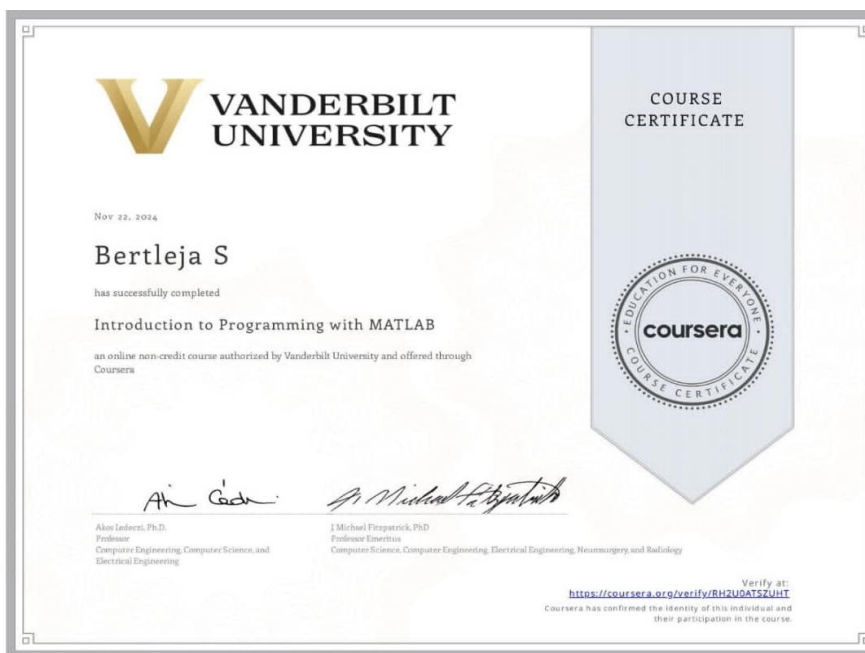 VANDERBILT
UNIVERSITY
COURSE
CERTIFICATE
Nov 22, 2024
Bertleja S
has successfully completed
Introduction to Programming with MATLAB
an online non-credit course authorized by Vanderbilt University and offered through
Coursera
EDUCATION FOR EVERYONE
coursera
COURSE CERTIFICATE
Akos Ledeczi, Ph.D.
Professor
Computer Engineering, Computer Science, and
Electrical Engineering
J. Michael Fitzpatrick
J. Michael Fitzpatrick, PhD
Professor Emeritus
Computer Science, Computer Engineering, Electrical Engineering, Neurosurgery, and Radiology
Verify at:
https://coursera.org/verify/RH2U0ATSZUHT
Coursera has confirmed the identity of this individual and
their participation in the course.